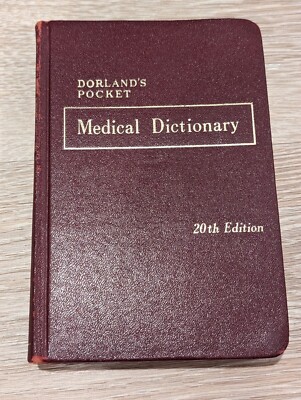 DORLAND'S
POCKET
Medical Dictionary
20th Edition